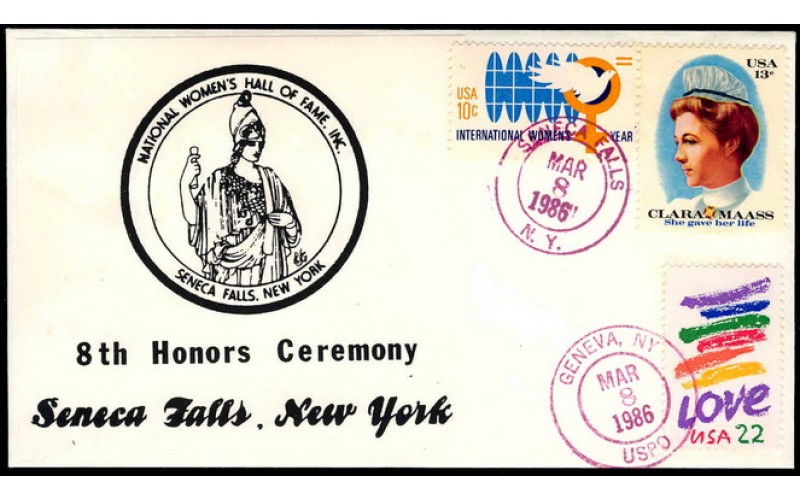 NATIONAL WOMEN'S HALL OF FAME, INC.
SENECA FALLS, NEW YORK
8th Honors Ceremony
Seneca Falls, New York
USA
10c
INTERNATIONAL WOMEN'S YEAR
SENECA FALLS
MAR
8
1986
N. Y.
USA
13c
CLARA MAASS
She gave her life
GENEVA, NY
MAR
8
1986
USPO
LOVE
USA 22